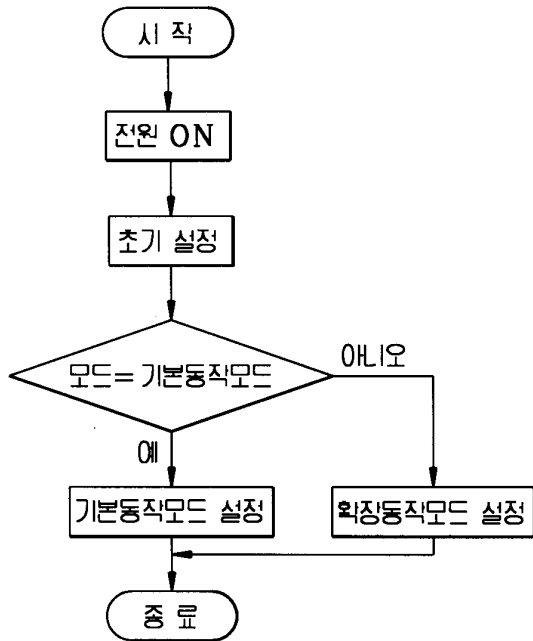 시 작
전원 ON
초기 설정
모드= 기본동작모드
아니오
예
기본동작모드 설정
확장동작모드 설정
종 료